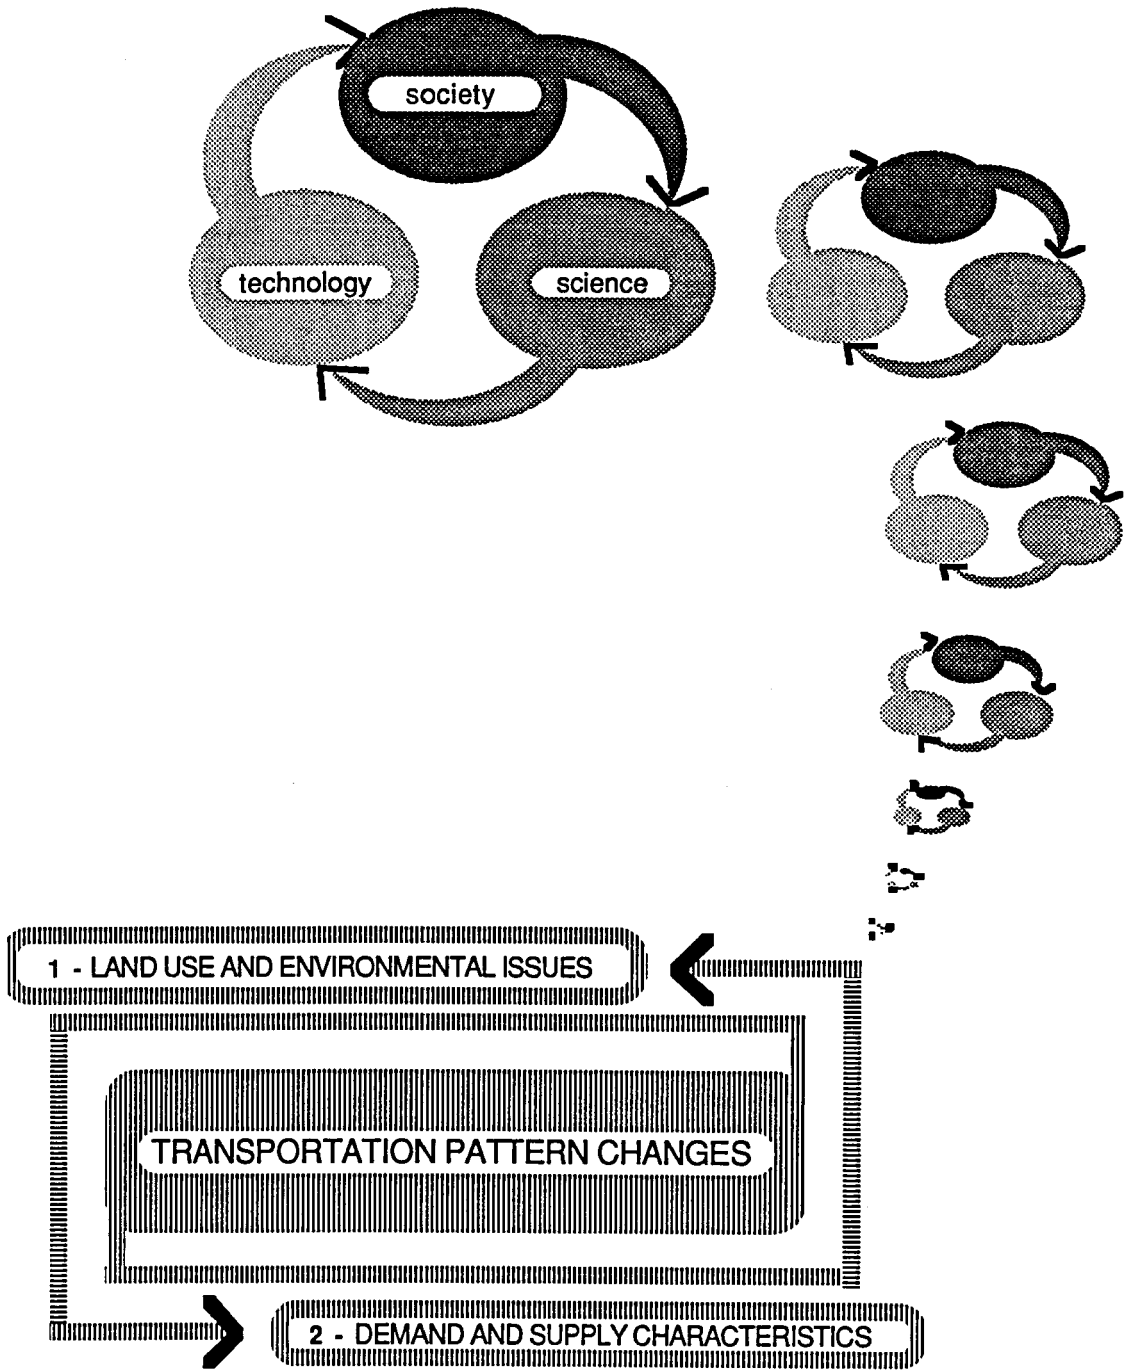 society
technology
science
1 - LAND USE AND ENVIRONMENTAL ISSUES
TRANSPORTATION PATTERN CHANGES
2 - DEMAND AND SUPPLY CHARACTERISTICS